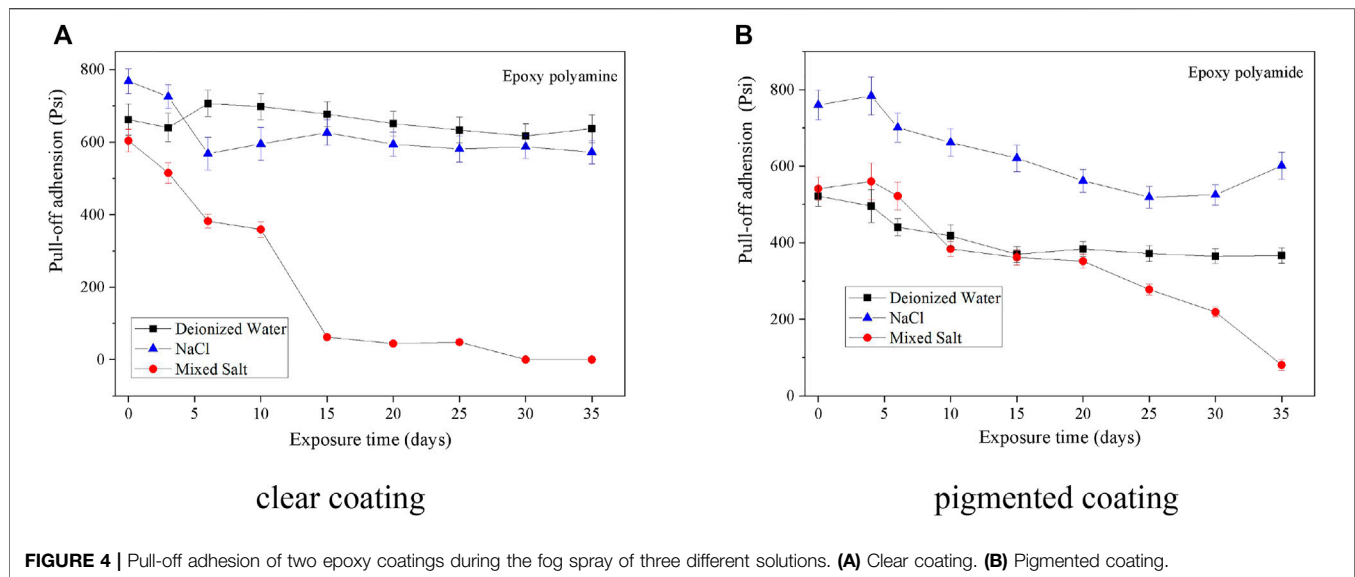 A
Epoxy polyamine
800
600
400
200
0
Pull-off adhension (Psi)
Deionized Water
NaCl
Mixed Salt
0 5 10 15 20 25 30 35
Exposure time (days)
clear coating
B
Epoxy polyamide
800
600
400
200
0
Pull-off adhension (Psi)
Deionized Water
NaCl
Mixed Salt
0 5 10 15 20 25 30 35
Exposure time (days)
pigmented coating
FIGURE 4 | Pull-off adhesion of two epoxy coatings during the fog spray of three different solutions. (A) Clear coating. (B) Pigmented coating.